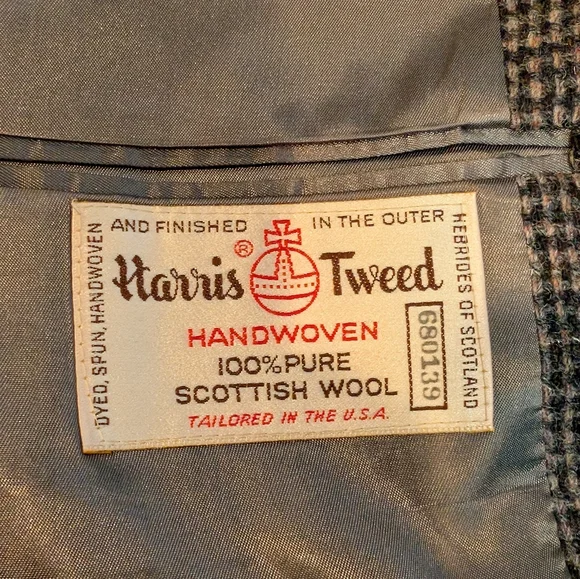 DYED, SPUN, HANDWOVEN
AND FINISHED IN THE OUTER
HEBRIDES OF SCOTLAND
Harris ® Tweed
HANDWOVEN
100% PURE
SCOTTISH WOOL
TAILORED IN THE U.S.A.
680139